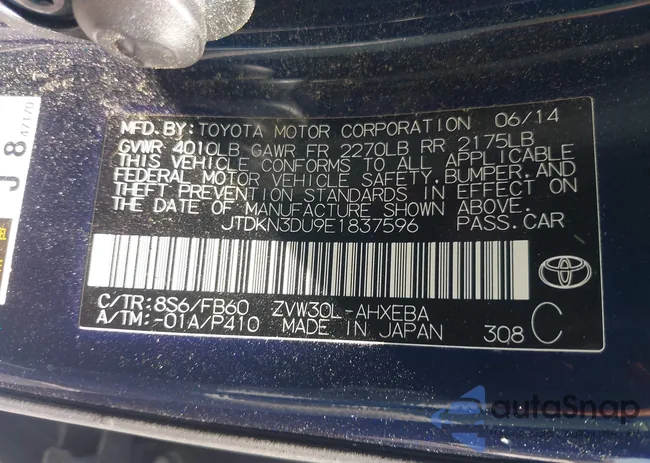 MFD. BY: TOYOTA MOTOR CORPORATION 06/14
GVWR 4010LB GAWR FR 2270LB RR 2175LB
THIS VEHICLE CONFORMS TO ALL APPLICABLE
FEDERAL MOTOR VEHICLE SAFETY, BUMPER, AND
THEFT PREVENTION STANDARDS IN EFFECT ON
THE DATE OF MANUFACTURE SHOWN ABOVE.
JTDKN3DU9E1837596 PASS.CAR
C/TR: 8S6/FB60 ZVW30L-AHXEBA
A/TM: -01A/P410 MADE IN JAPAN 308 C
J 8
autoSnap